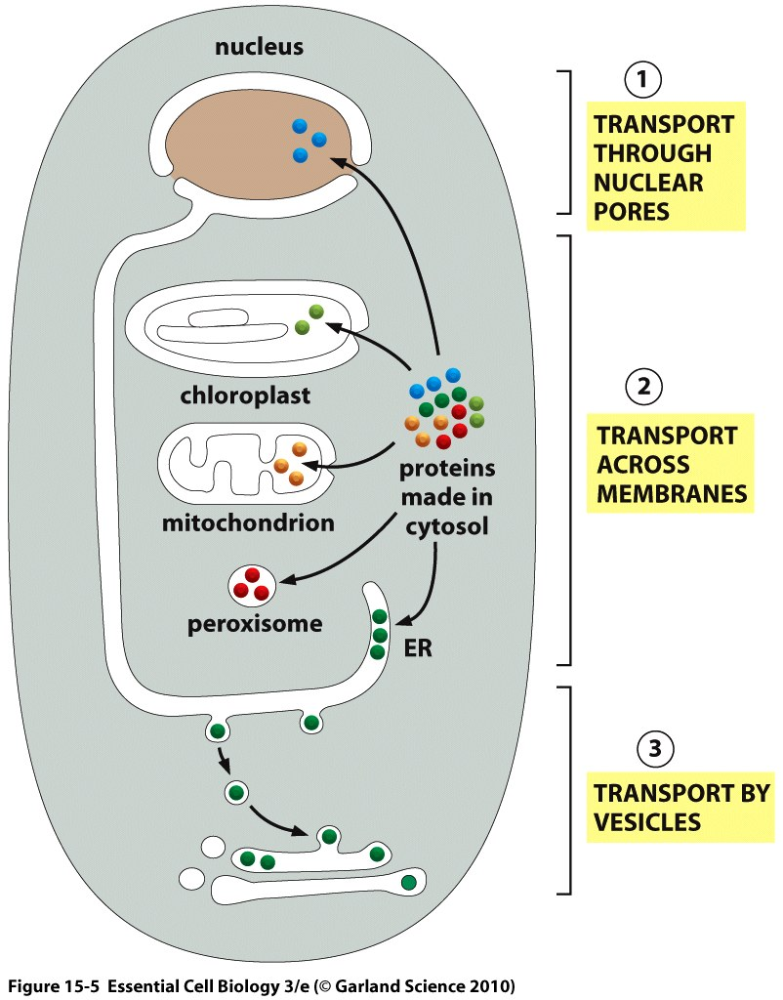 nucleus
1
TRANSPORT
THROUGH
NUCLEAR
PORES
chloroplast
2
TRANSPORT
ACROSS
MEMBRANES
proteins
made in
cytosol
mitochondrion
peroxisome
ER
3
TRANSPORT BY
VESICLES
Figure 15-5 Essential Cell Biology 3/e (© Garland Science 2010)